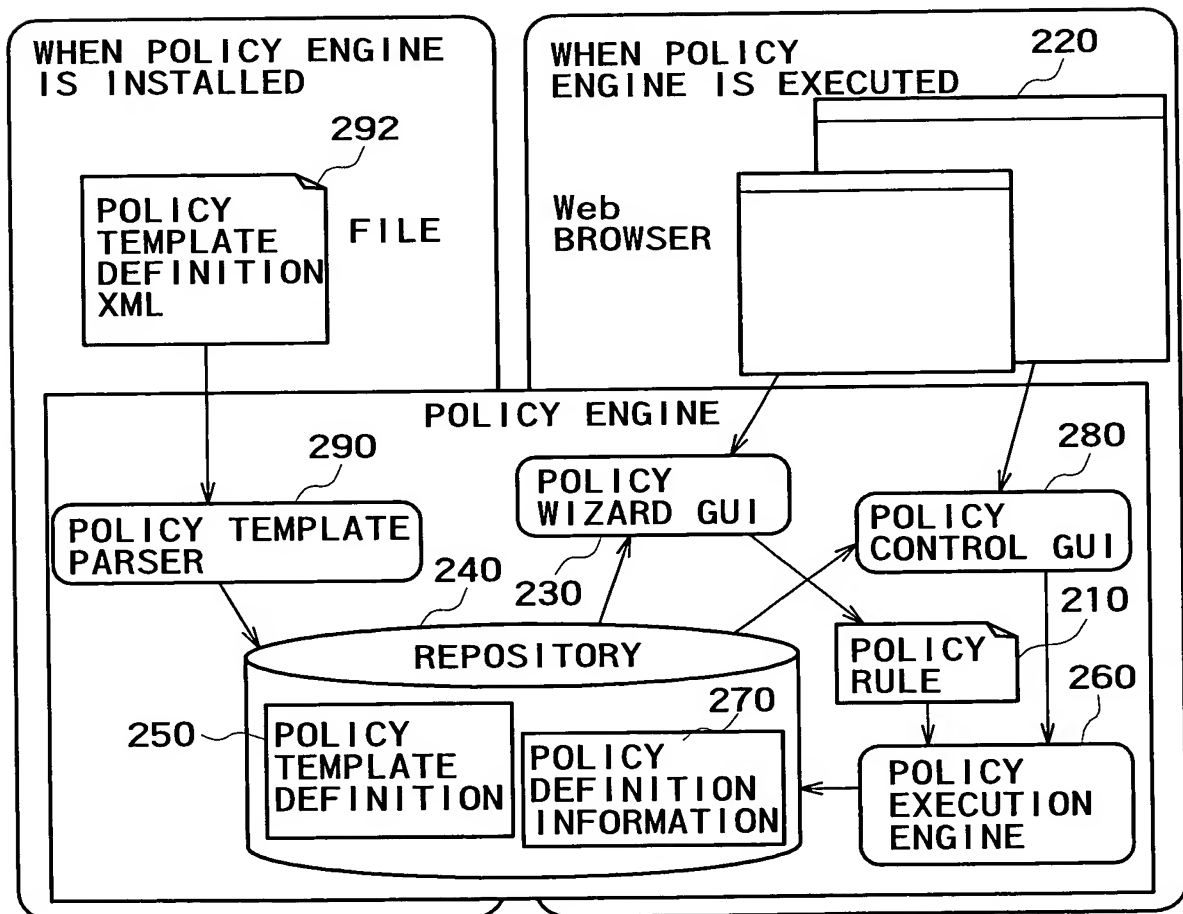 WHEN POLICY ENGINE
IS INSTALLED
292
POLICY
TEMPLATE
DEFINITION
XML
FILE
WHEN POLICY
ENGINE IS EXECUTED
220
Web
BROWSER
POLICY ENGINE
290
POLICY TEMPLATE
PARSER
POLICY
WIZARD GUI
230
280
POLICY
CONTROL GUI
240
REPOSITORY
210
POLICY
RULE
250
POLICY
TEMPLATE
DEFINITION
270
POLICY
DEFINITION
INFORMATION
260
POLICY
EXECUTION
ENGINE